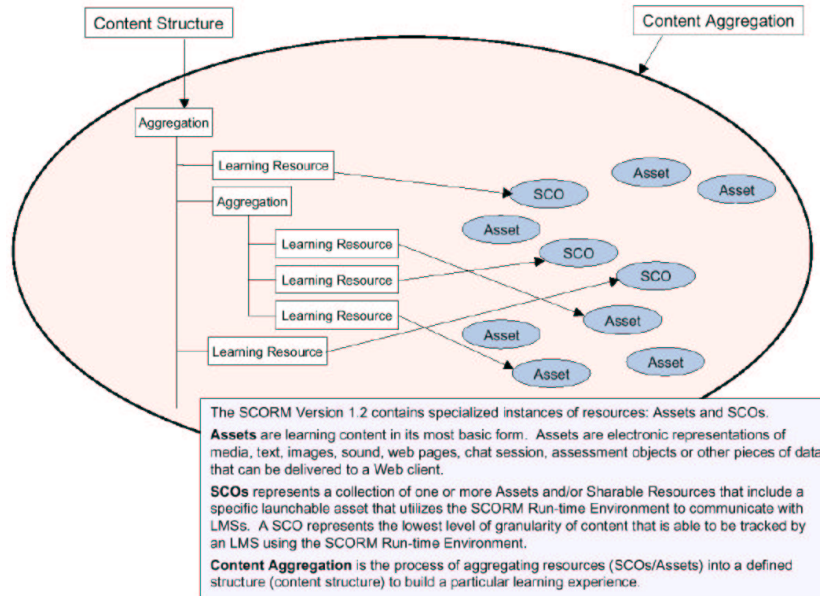 Content Structure
Content Aggregation
Aggregation
Learning Resource
SCO
Asset
Asset
Aggregation
Asset
Learning Resource
SCO
Learning Resource
SCO
Learning Resource
Asset
Asset
Learning Resource
Asset
Asset
The SCORM Version 1.2 contains specialized instances of resources: Assets and SCOs.
Assets are learning content in its most basic form. Assets are electronic representations of
media, text, images, sound, web pages, chat session, assessment objects or other pieces of data
that can be delivered to a Web client.
SCOs represents a collection of one or more Assets and/or Sharable Resources that include a
specific launchable asset that utilizes the SCORM Run-time Environment to communicate with
LMSs. A SCO represents the lowest level of granularity of content that is able to be tracked by
an LMS using the SCORM Run-time Environment.
Content Aggregation is the process of aggregating resources (SCOs/Assets) into a defined
structure (content structure) to build a particular learning experience.